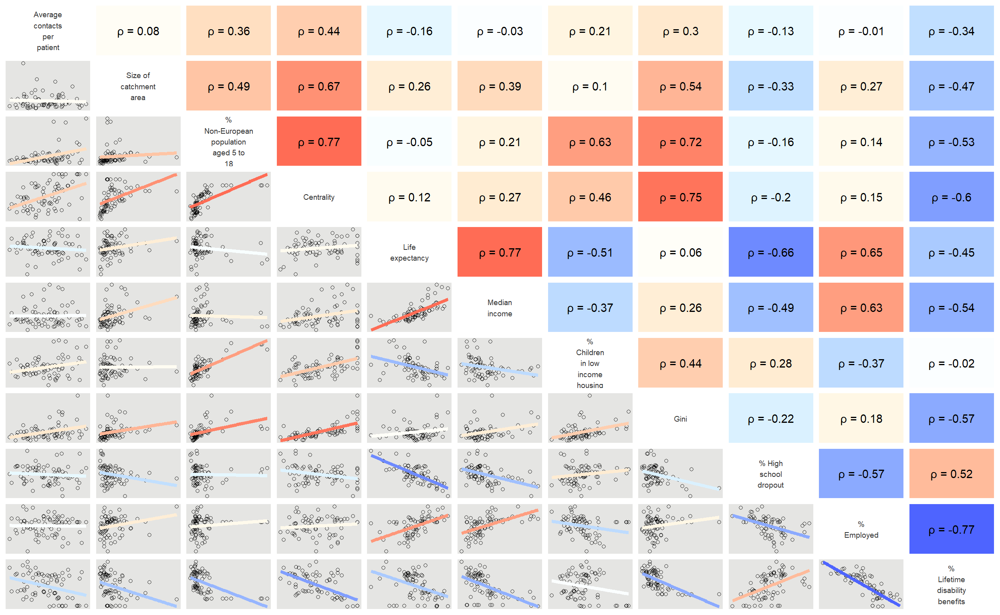 Average
contacts
per
patient
ρ = 0.08
ρ = 0.36
ρ = 0.44
ρ = -0.16
ρ = -0.03
ρ = 0.21
ρ = 0.3
ρ = -0.13
ρ = -0.01
ρ = -0.34
Size of
catchment
area
ρ = 0.49
ρ = 0.67
ρ = 0.26
ρ = 0.39
ρ = 0.1
ρ = 0.54
ρ = -0.33
ρ = 0.27
ρ = -0.47
%
Non-European
population
aged 5 to
18
ρ = 0.77
ρ = -0.05
ρ = 0.21
ρ = 0.63
ρ = 0.72
ρ = -0.16
ρ = 0.14
ρ = -0.53
Centrality
ρ = 0.12
ρ = 0.27
ρ = 0.46
ρ = 0.75
ρ = -0.2
ρ = 0.15
ρ = -0.6
Life
expectancy
ρ = 0.77
ρ = -0.51
ρ = 0.06
ρ = -0.66
ρ = 0.65
ρ = -0.45
Median
income
ρ = -0.37
ρ = 0.26
ρ = -0.49
ρ = 0.63
ρ = -0.54
%
Children
in low
income
housing
ρ = 0.44
ρ = 0.28
ρ = -0.37
ρ = -0.02
Gini
ρ = -0.22
ρ = 0.18
ρ = -0.57
% High
school
dropout
ρ = -0.57
ρ = 0.52
%
Employed
ρ = -0.77
%
Lifetime
disability
benefits